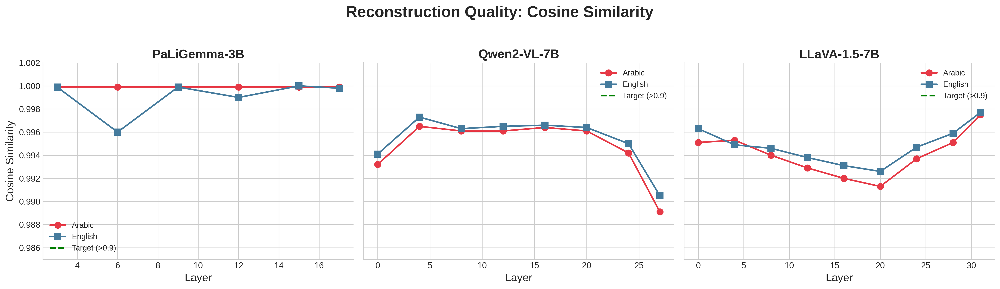 Reconstruction Quality: Cosine Similarity
PaLiGemma-3B
Cosine Similarity
1.002
1.000
0.998
0.996
0.994
0.992
0.990
0.988
0.986
Arabic
English
Target (>0.9)
4 6 8 10 12 14 16
Layer
Qwen2-VL-7B
Arabic
English
Target (>0.9)
0 5 10 15 20 25
Layer
LLaVA-1.5-7B
Arabic
English
Target (>0.9)
0 5 10 15 20 25 30
Layer